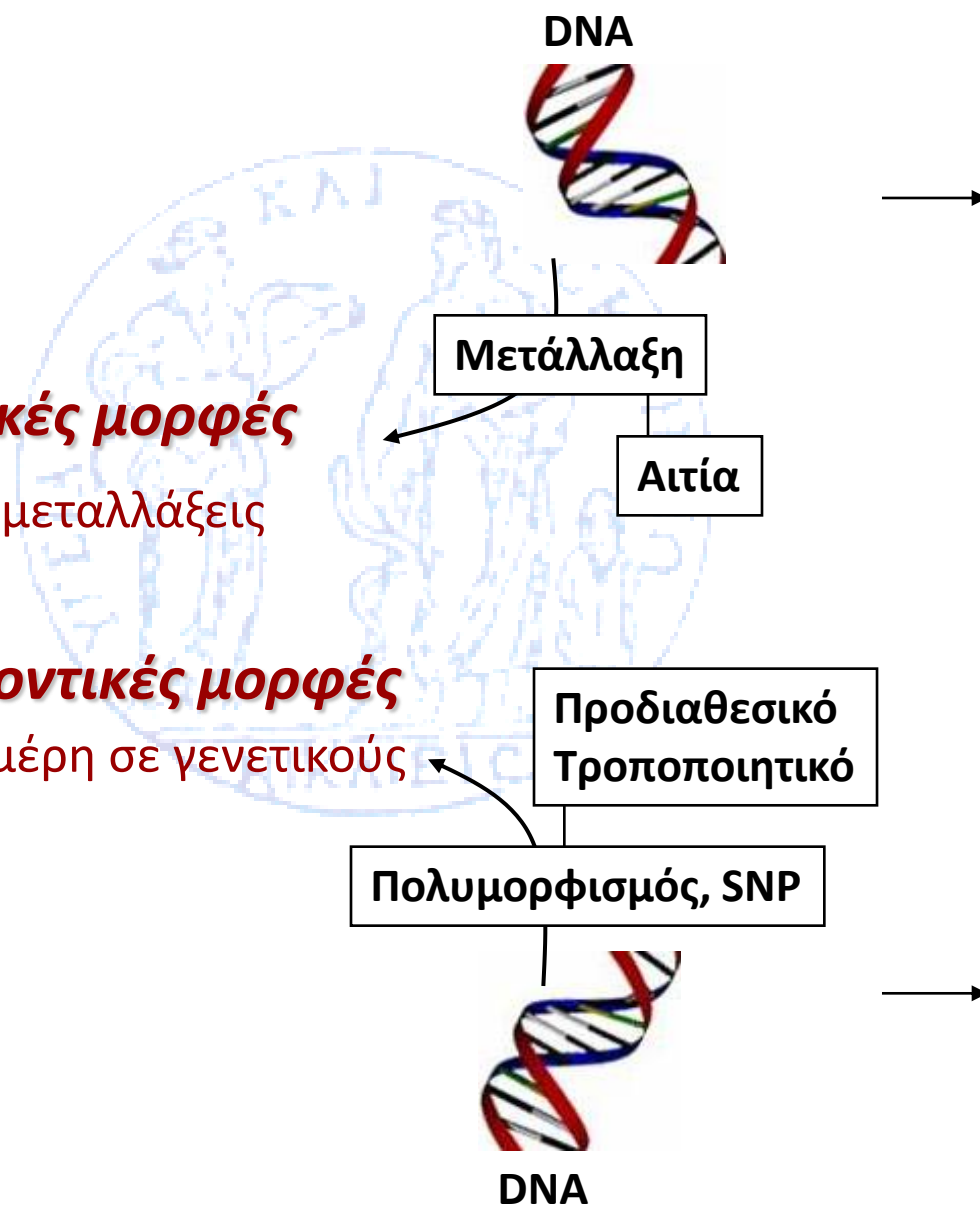 DNA
Μετάλλαξη
κές μορφές
Αιτία
μεταλλάξεις
οντικές μορφές
Προδιαθεσικό
Τροποποιητικό
μέρη σε γενετικούς
Πολυμορφισμός, SNP
DNA